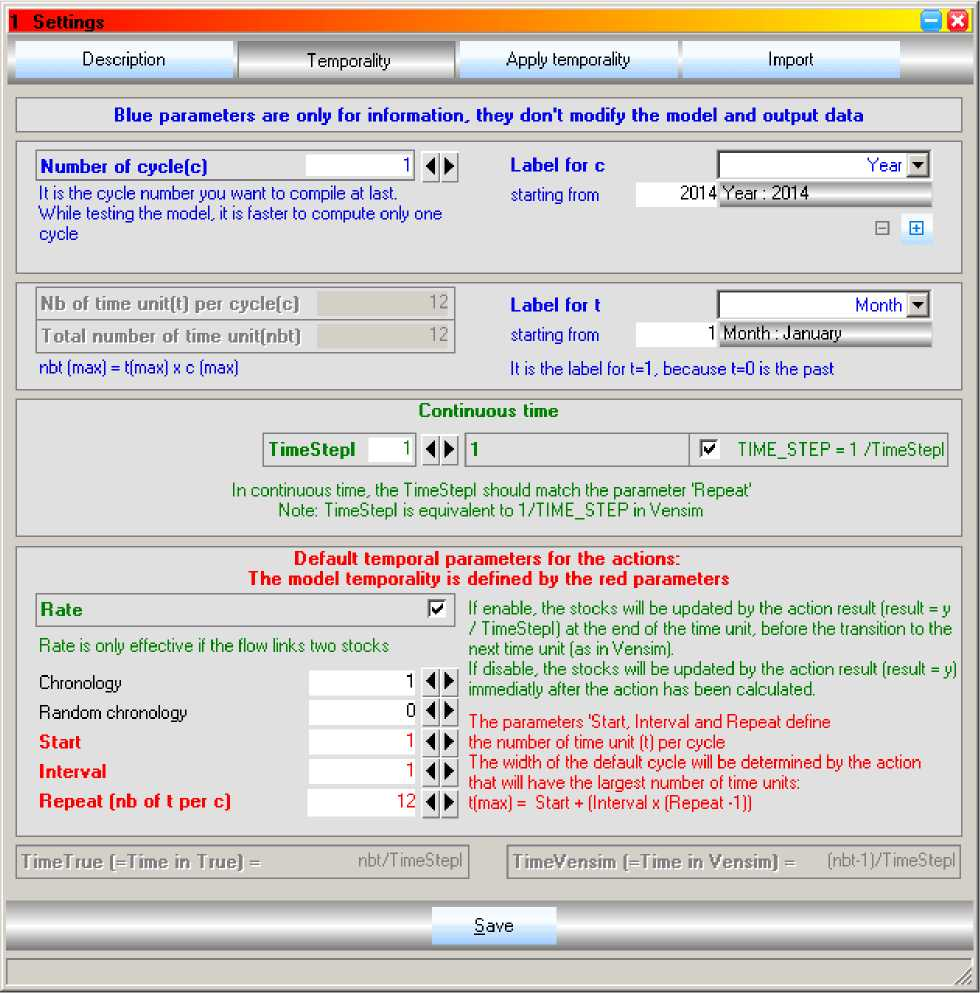 1 Settings
Description
Temporality
Apply temporality
Import
Blue parameters are only for information, they don't modify the model and output data
Number of cycle(c) 1
It is the cycle number you want to compile at last.
While testing the model, it is faster to compute only one
cycle
Label for c Year
starting from 2014 Year : 2014
Nb of time unit(t) per cycle(c) 12
Total number of time unit(nbt) 12
nbt (max) = t(max) x c (max)
Label for t Month
starting from 1 Month : January
It is the label for t=1, because t=0 is the past
Continuous time
TimeStepI 1 1 TIME_STEP = 1 /TimeStepI
In continuous time, the TimeStepI should match the parameter 'Repeat'
Note: TimeStepI is equivalent to 1/TIME_STEP in Vensim
Default temporal parameters for the actions:
The model temporality is defined by the red parameters
Rate
Rate is only effective if the flow links two stocks
Chronology 1
Random chronology 0
Start 1
Interval 1
Repeat (nb of t per c) 12
If enable, the stocks will be updated by the action result (result = y
/ TimeStepI) at the end of the time unit, before the transition to the
next time unit (as in Vensim).
If disable, the stocks will be updated by the action result (result = y)
immediatly after the action has been calculated.
The parameters 'Start, Interval and Repeat define
the number of time unit (t) per cycle
The width of the default cycle will be determined by the action
that will have the largest number of time units:
t(max) = Start + (Interval x (Repeat -1))
TimeTrue (=Time in True) = nbt/TimeStepI
TimeVensim (=Time in Vensim) = (nbt-1)/TimeStepI
Save